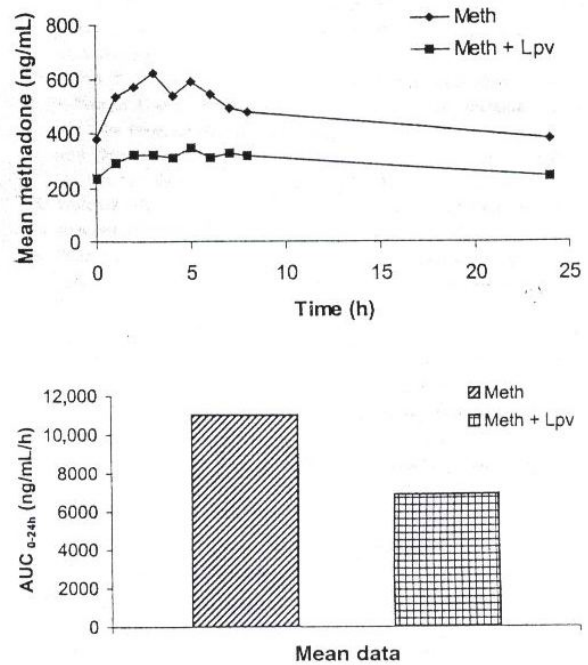 Meth
Meth + Lpv
Mean methadone (ng/mL)
800
600
400
200
0
0 5 10 15 20 25
Time (h)
Meth
Meth + Lpv
AUC 0-24h (ng/mL/h)
12,000
10,000
8000
6000
4000
2000
0
Mean data